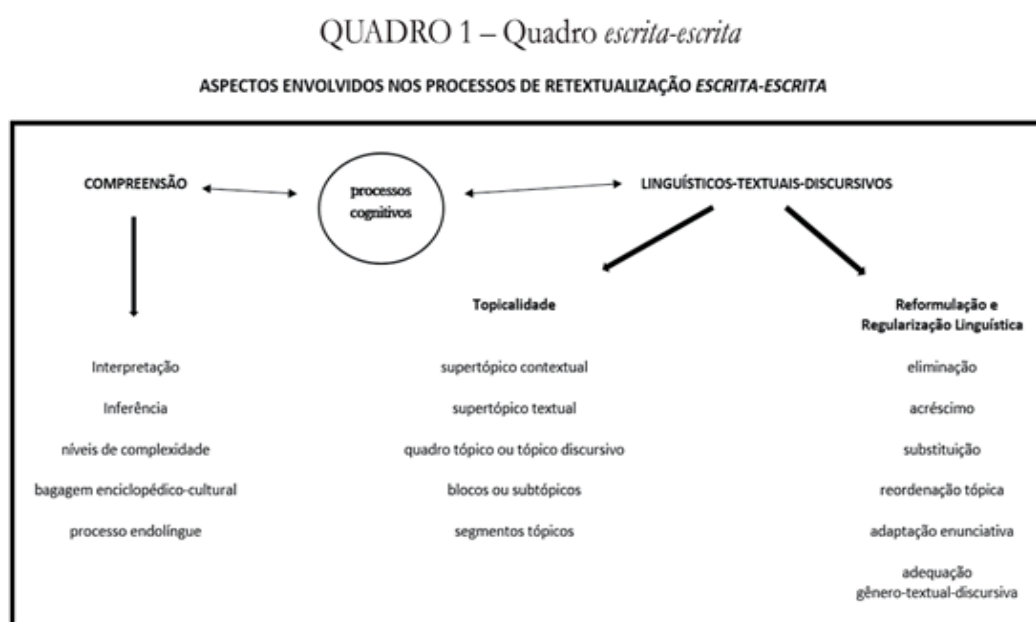 QUADRO 1 – Quadro escrita-escrita
ASPECTOS ENVOLVIDOS NOS PROCESSOS DE RETEXTUALIZAÇÃO ESCRITA-ESCRITA
COMPREENSÃO
processos
cognitivos
LINGUÍSTICOS-TEXTUAIS-DISCURSIVOS
Interpretação
Inferência
níveis de complexidade
bagagem enciclopédico-cultural
processo endolíngue
Topicalidade
supertópico contextual
supertópico textual
quadro tópico ou tópico discursivo
blocos ou subtópicos
segmentos tópicos
Reformulação e
Regularização Linguística
eliminação
acréscimo
substituição
reordenação tópica
adaptação enunciativa
adequação
gênero-textual-discursiva